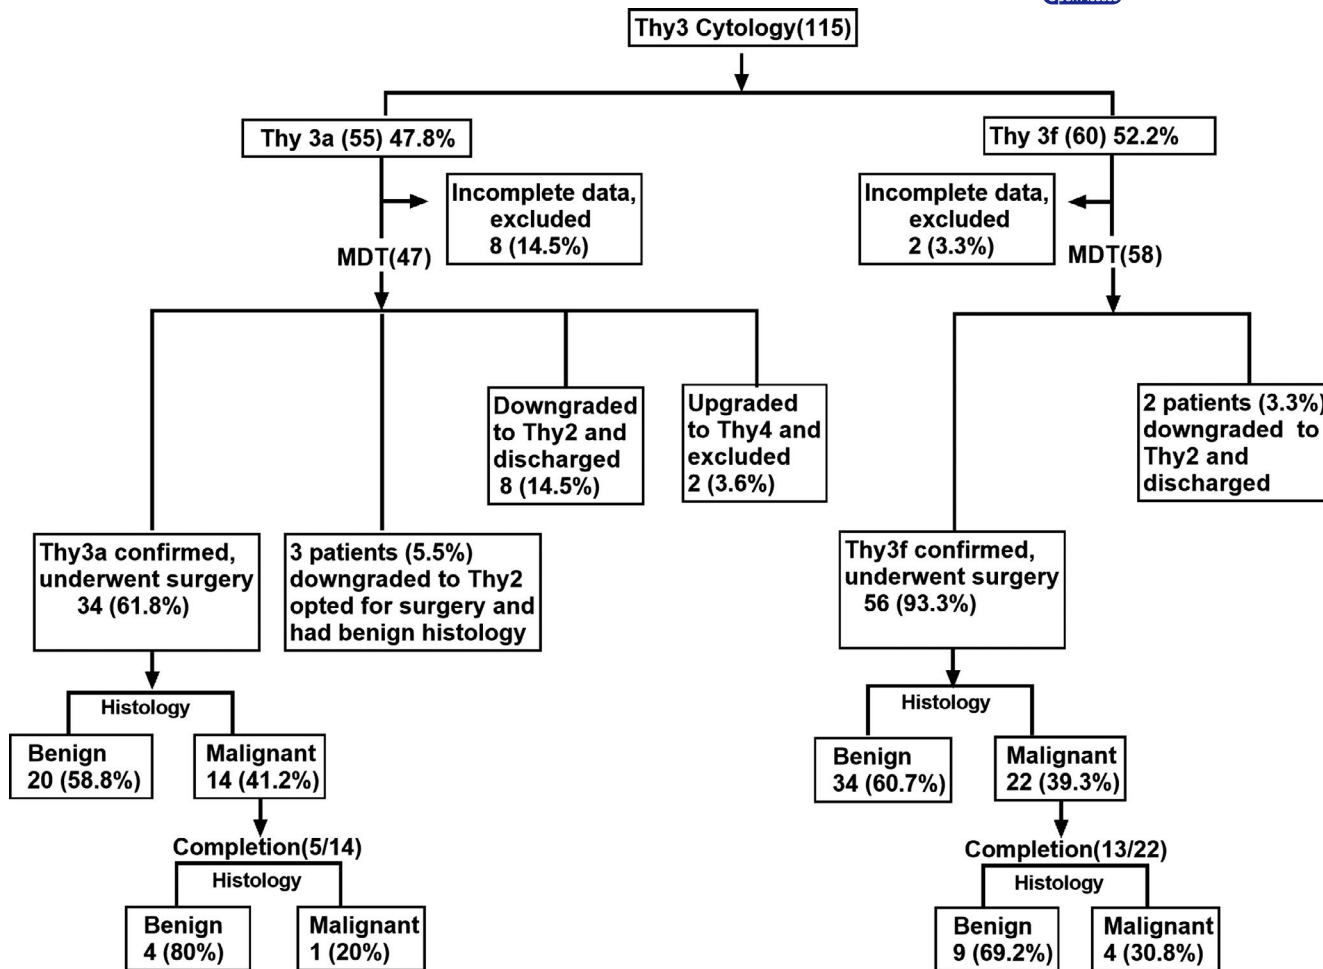 Thy3 Cytology(115)
Thy 3a (55) 47.8%
Thy 3f (60) 52.2%
Incomplete data,
excluded
8 (14.5%)
Incomplete data,
excluded
2 (3.3%)
MDT(47)
MDT(58)
Downgraded
to Thy2 and
discharged
8 (14.5%)
Upgraded
to Thy4 and
excluded
2 (3.6%)
2 patients (3.3%)
downgraded to
Thy2 and
discharged
Thy3a confirmed,
underwent surgery
34 (61.8%)
3 patients (5.5%)
downgraded to Thy2
opted for surgery and
had benign histology
Thy3f confirmed,
underwent surgery
56 (93.3%)
Histology
Benign
20 (58.8%)
Malignant
14 (41.2%)
Histology
Benign
34 (60.7%)
Malignant
22 (39.3%)
Completion(5/14)
Histology
Benign
4 (80%)
Malignant
1 (20%)
Completion(13/22)
Histology
Benign
9 (69.2%)
Malignant
4 (30.8%)